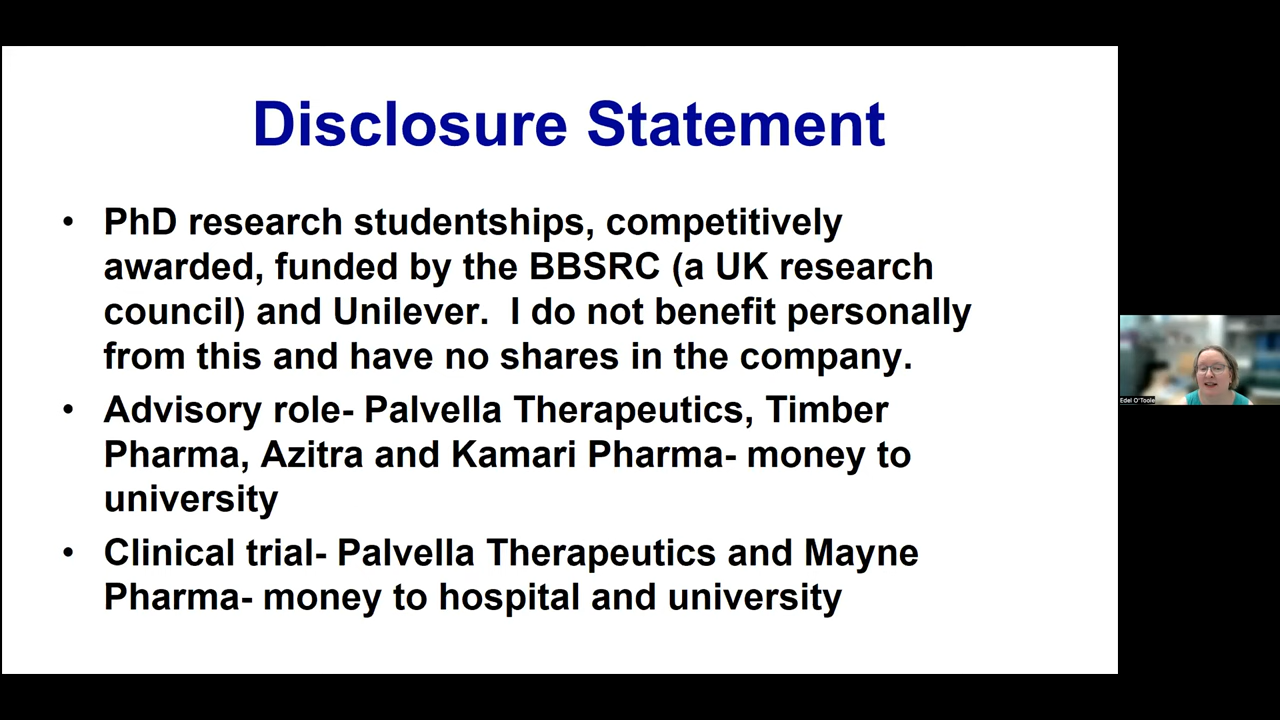 Disclosure Statement
• PhD research studentships, competitively
awarded, funded by the BBSRC (a UK research
council) and Unilever.  I do not benefit personally
from this and have no shares in the company.
• Advisory role- Palvella Therapeutics, Timber
Pharma, Azitra and Kamari Pharma- money to
university
• Clinical trial- Palvella Therapeutics and Mayne
Pharma- money to hospital and university
Edel O'Toole